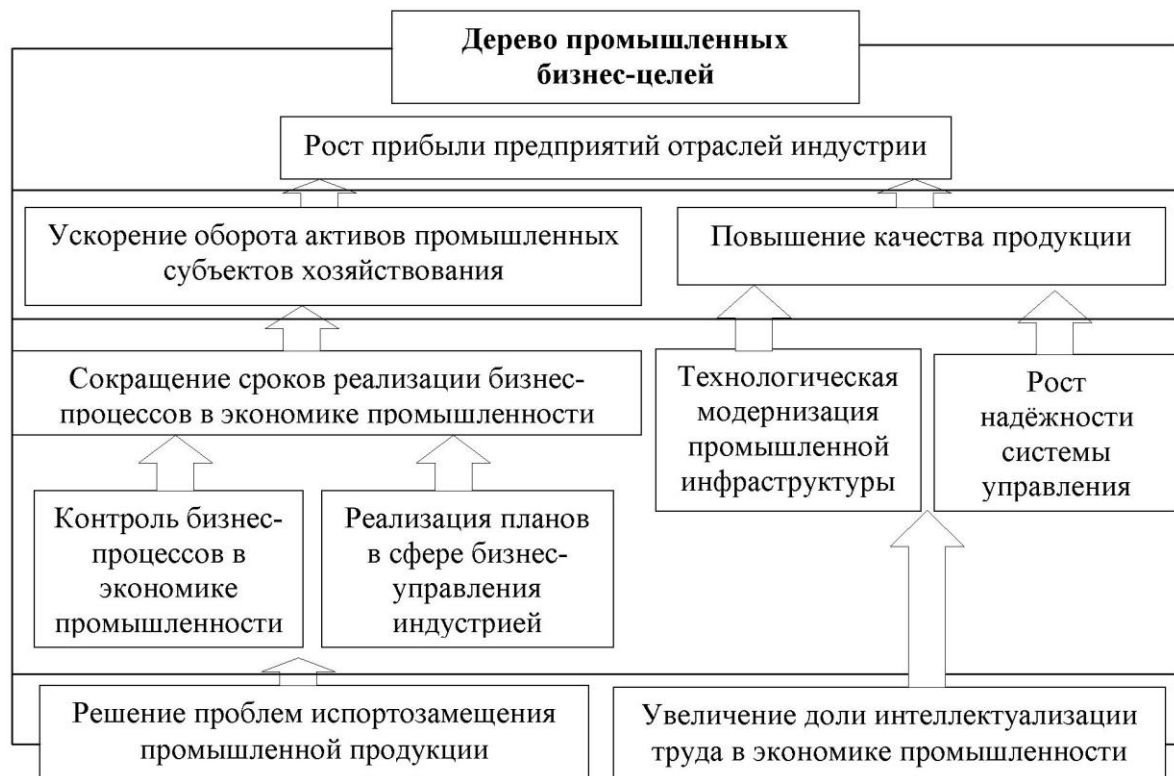 Дерево промышленных
бизнес-целей
Рост прибыли предприятий отраслей индустрии
Ускорение оборота активов промышленных
субъектов хозяйствования
Повышение качества продукции
Сокращение сроков реализации бизнес-
процессов в экономике промышленности
Технологическая
модернизация
промышленной
инфраструктуры
Рост
надёжности
системы
управления
Контроль бизнес-
процессов в
экономике
промышленности
Реализация планов
в сфере бизнес-
управления
индустрией
Решение проблем испортозамещения
промышленной продукции
Увеличение доли интеллектуализации
труда в экономике промышленности